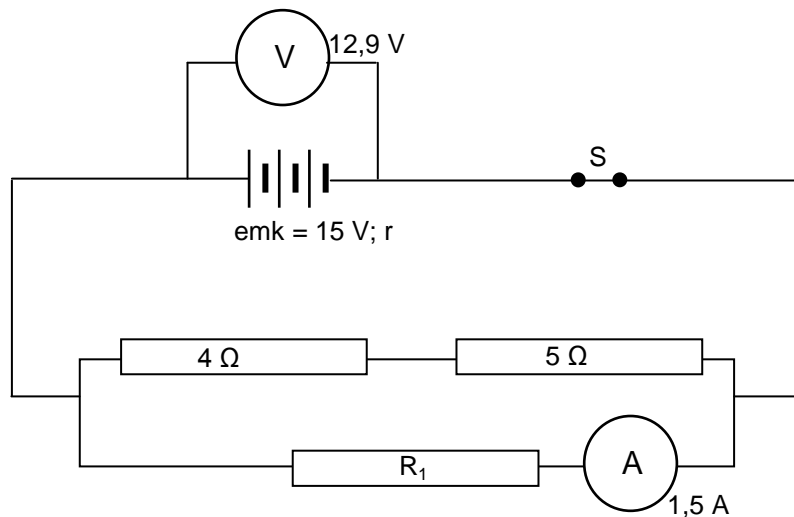 V
12,9 V
S
emk = 15 V; r
4 Ω
5 Ω
R₁
A
1,5 A